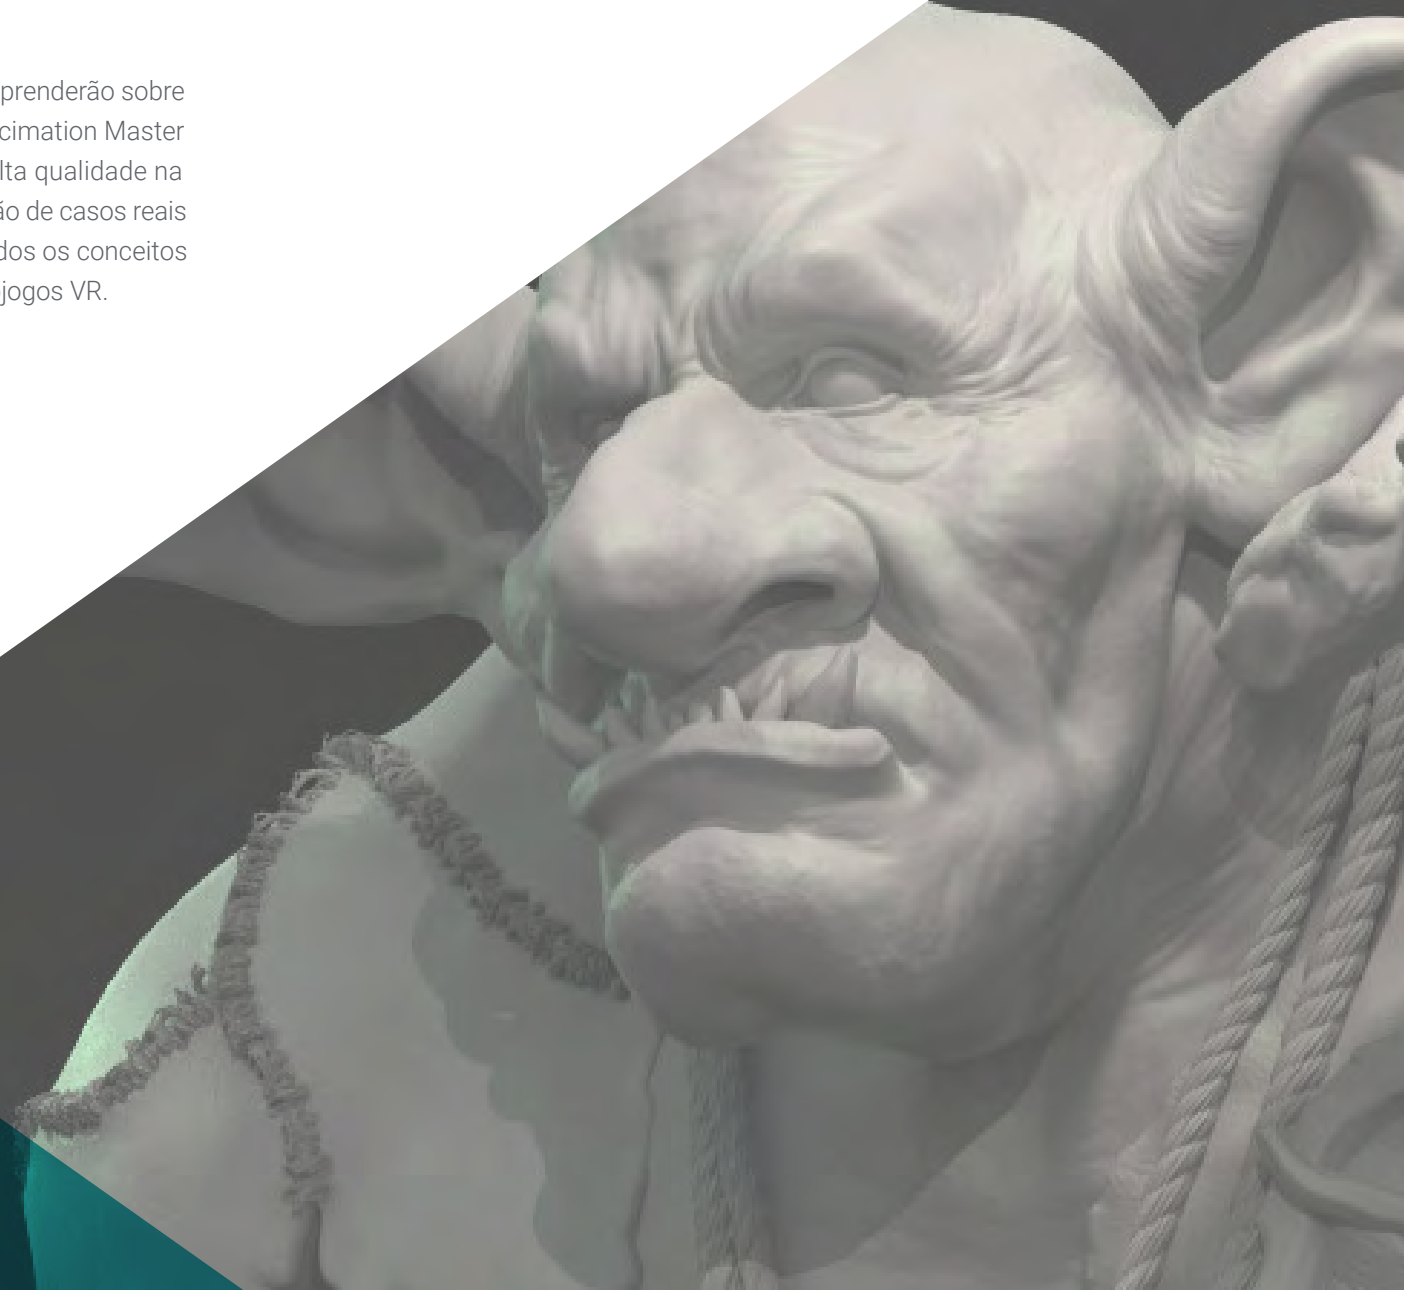 prenderão sobre
cimation Master
lta qualidade na
ão de casos reais
dos os conceitos
jogos VR.